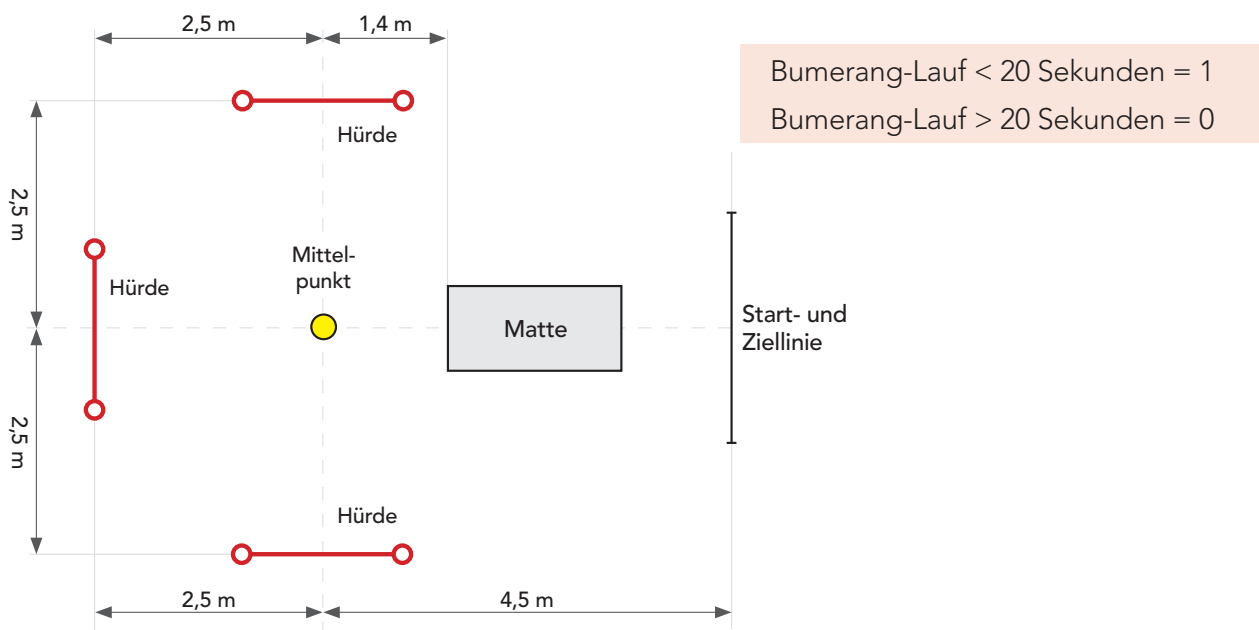 2,5 m
1,4 m
Bumerang-Lauf < 20 Sekunden = 1
Bumerang-Lauf > 20 Sekunden = 0
Hürde
2,5 m
Mittel-
punkt
Hürde
Matte
Start- und
Ziellinie
2,5 m
Hürde
2,5 m
4,5 m